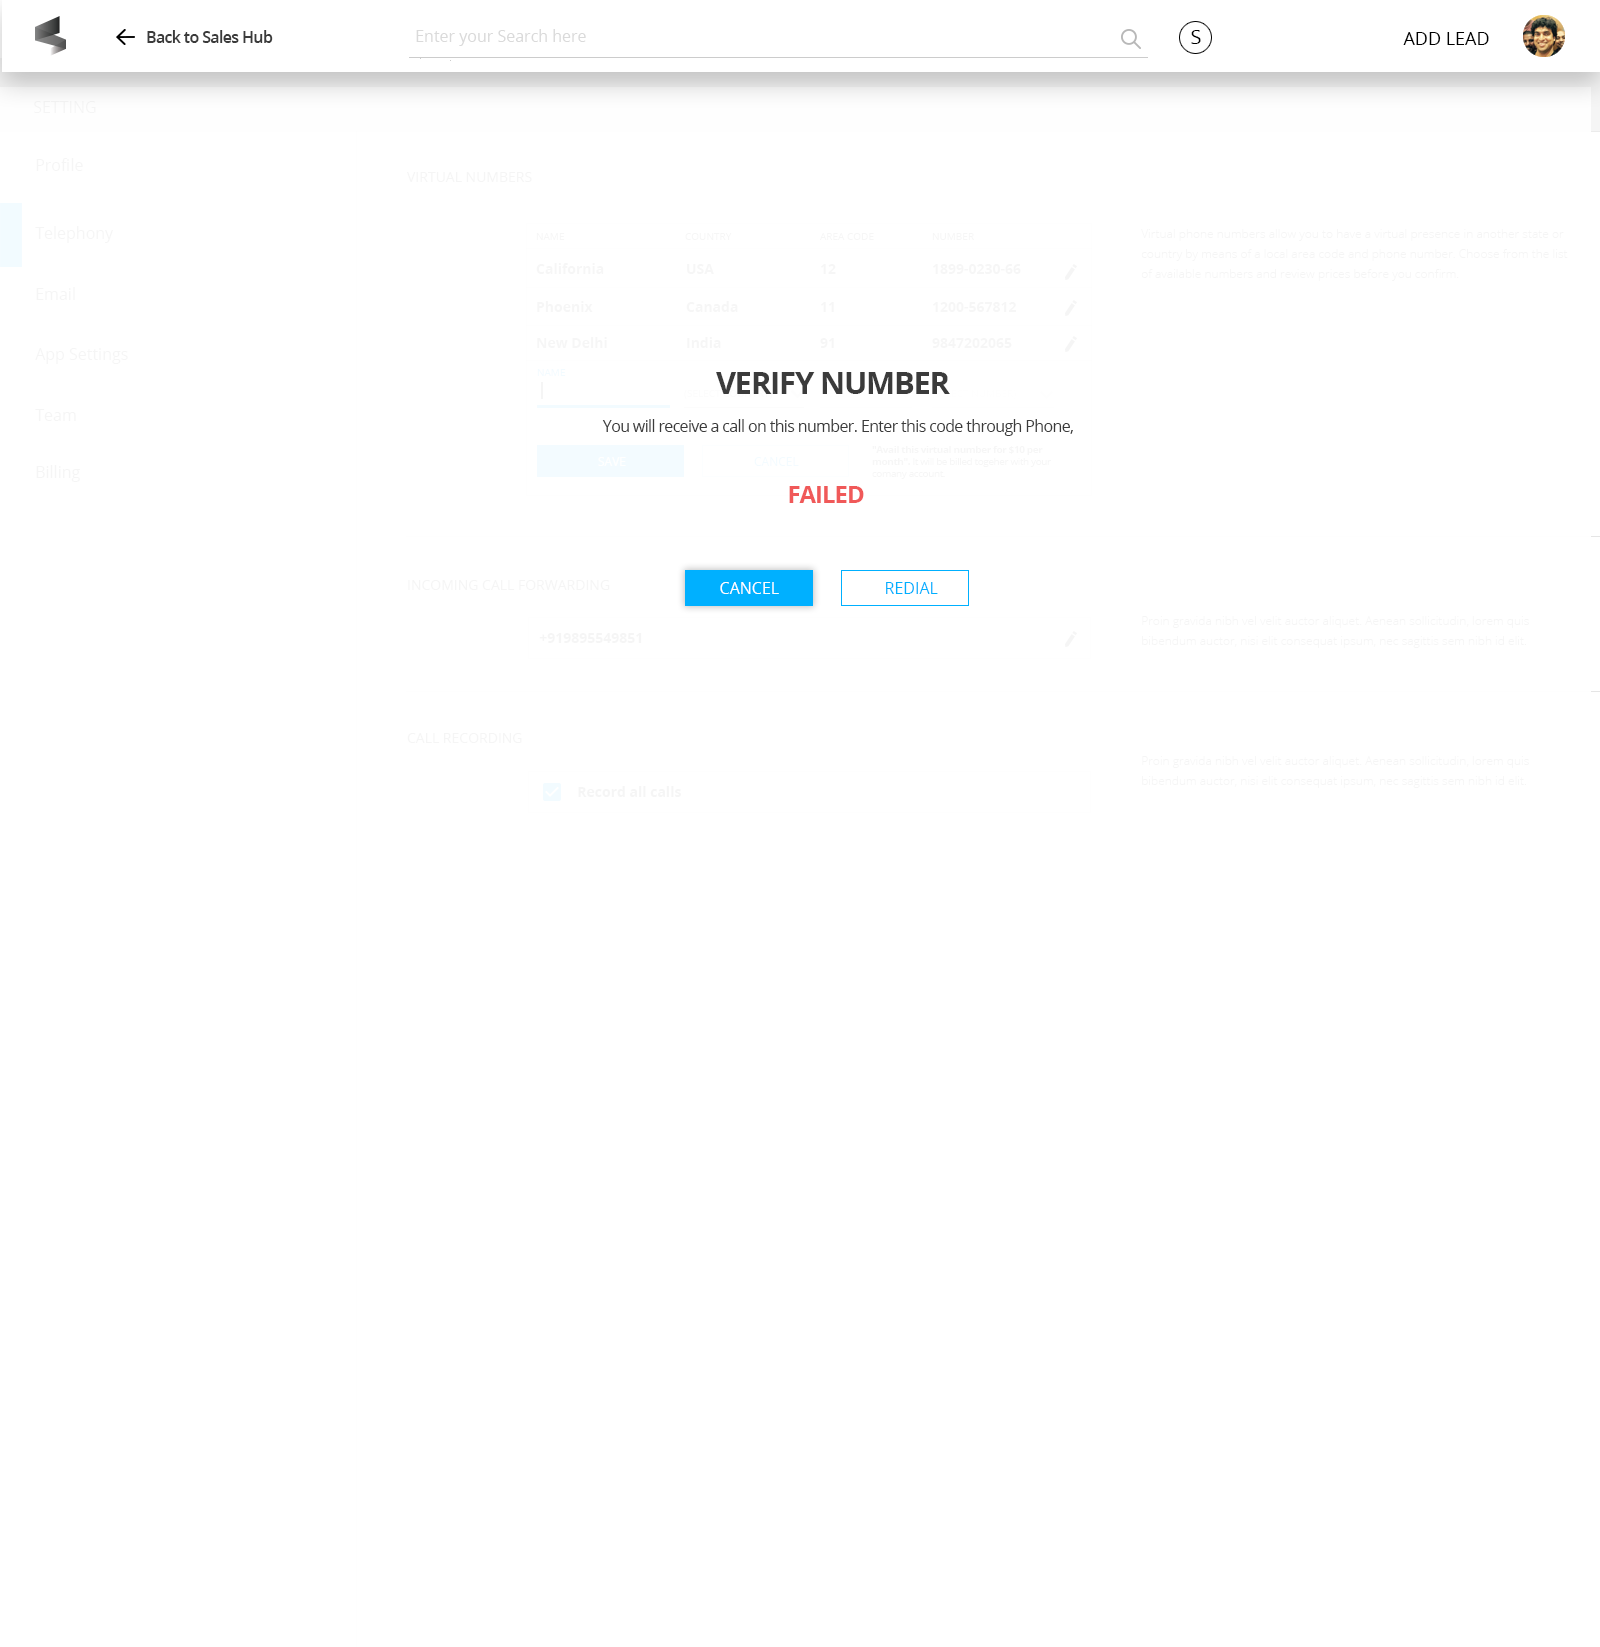 Back to Sales Hub
Enter your Search here
S
ADD LEAD
SETTING
Profile
Telephony
Email
App Settings
Team
Billing
VIRTUAL NUMBERS
NAME COUNTRY AREA CODE NUMBER
California USA 12 1899-0230-66
Phoenix Canada 11 1200-567812
New Delhi India 91 9847202065
Virtual phone numbers allow you to have a virtual presence in another state or
country by means of a local area code and phone number. Choose from the list
of available numbers and review prices before you confirm.
NAME
VERIFY NUMBER
You will receive a call on this number. Enter this code through Phone,
SAVE CANCEL
FAILED
CANCEL REDIAL
INCOMING CALL FORWARDING
+919895549851
Proin gravida nibh vel velit auctor aliquet. Aenean sollicitudin, lorem quis
bibendum auctor, nisi elit consequat ipsum, nec sagittis sem nibh id elit.
CALL RECORDING
Record all calls
Proin gravida nibh vel velit auctor aliquet. Aenean sollicitudin, lorem quis
bibendum auctor, nisi elit consequat ipsum, nec sagittis sem nibh id elit.